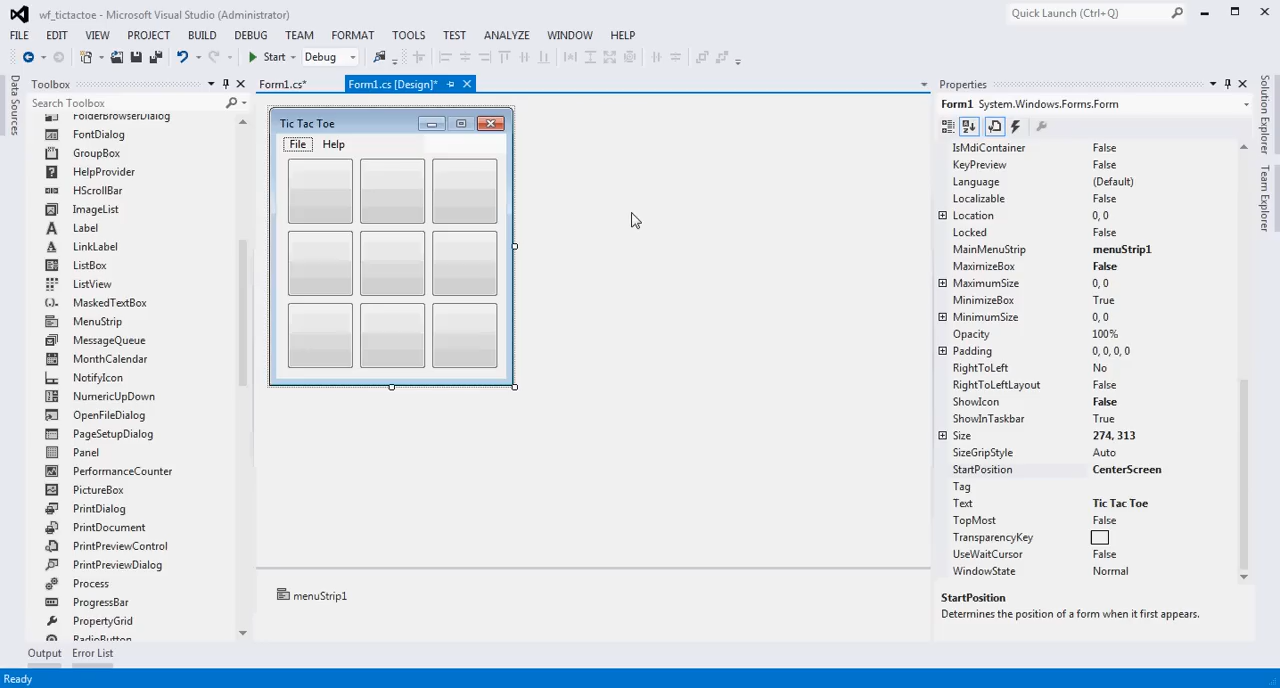 wf_tictactoe - Microsoft Visual Studio (Administrator)
Quick Launch (Ctrl+Q)
FILE EDIT VIEW PROJECT BUILD DEBUG TEAM FORMAT TOOLS TEST ANALYZE WINDOW HELP
Start Debug
Data Sources
Toolbox
Search Toolbox
FolderBrowserDialog
FontDialog
GroupBox
HelpProvider
HScrollBar
ImageList
Label
LinkLabel
ListBox
ListView
MaskedTextBox
MenuStrip
MessageQueue
MonthCalendar
NotifyIcon
NumericUpDown
OpenFileDialog
PageSetupDialog
Panel
PerformanceCounter
PictureBox
PrintDialog
PrintDocument
PrintPreviewControl
PrintPreviewDialog
Process
ProgressBar
PropertyGrid
RadioButton
Form1.cs* Form1.cs [Design]*
Tic Tac Toe
File Help
menuStrip1
Properties
Form1 System.Windows.Forms.Form
IsMdiContainer False
KeyPreview False
Language (Default)
Localizable False
Location 0, 0
Locked False
MainMenuStrip menuStrip1
MaximizeBox False
MaximumSize 0, 0
MinimizeBox True
MinimumSize 0, 0
Opacity 100%
Padding 0, 0, 0, 0
RightToLeft No
RightToLeftLayout False
ShowIcon False
ShowInTaskbar True
Size 274, 313
SizeGripStyle Auto
StartPosition CenterScreen
Tag
Text Tic Tac Toe
TopMost False
TransparencyKey
UseWaitCursor False
WindowState Normal
StartPosition
Determines the position of a form when it first appears.
Solution Explorer
Team Explorer
Output Error List
Ready